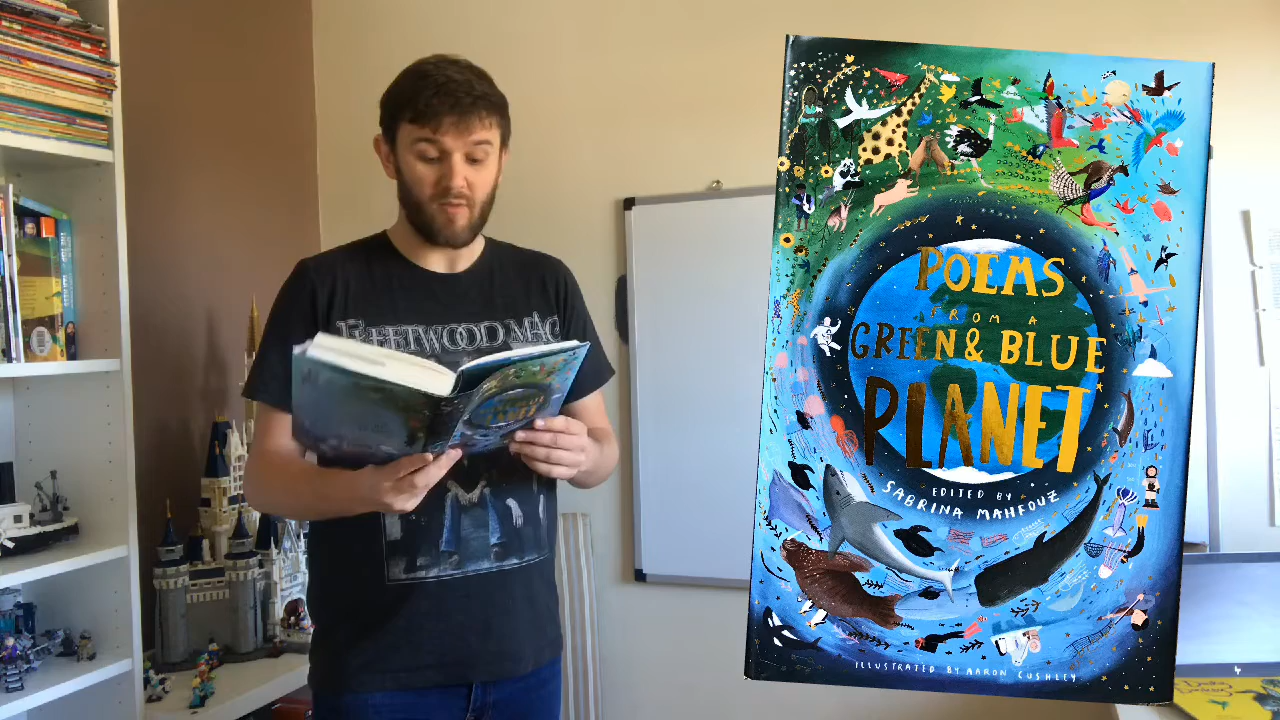 FLEETWOOD MAC
POEMS
FROM A
GREEN & BLUE
PLANET
EDITED BY
SABRINA MAHFOUZ
ILLUSTRATED BY AARON CUSHLEY